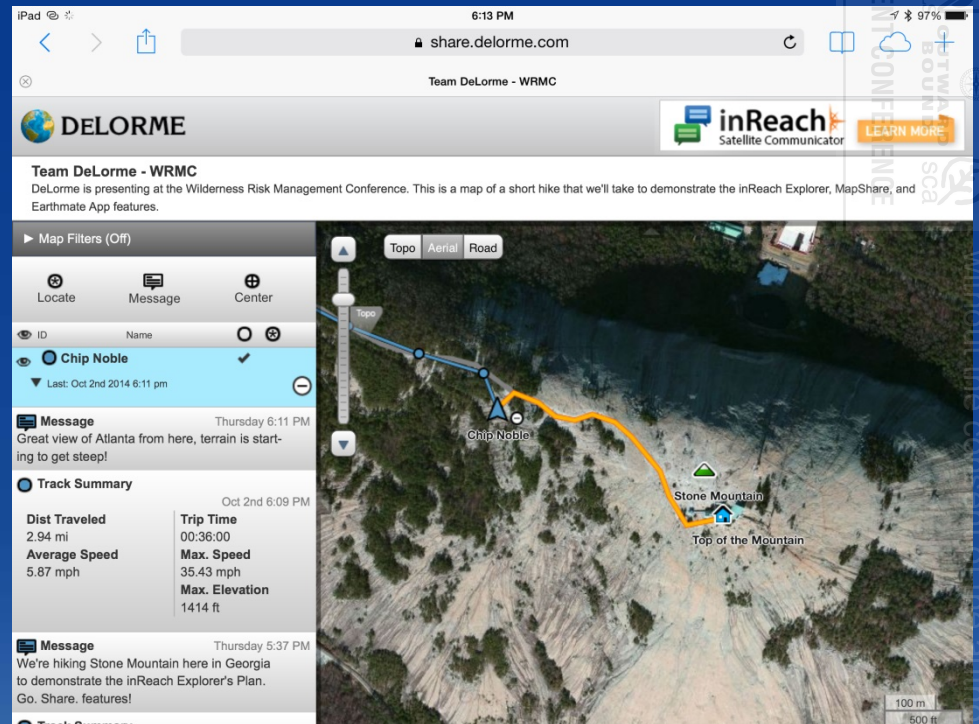 iPad
6:13 PM
97%
share.delorme.com
Team DeLorme - WRMC
DELORME
inReach
Satellite Communicator
LEARN MORE
Team DeLorme - WRMC
DeLorme is presenting at the Wilderness Risk Management Conference. This is a map of a short hike that we'll take to demonstrate the inReach Explorer, MapShare, and
Earthmate App features.
Map Filters (Off)
Locate Message Center
ID Name
Chip Noble
Last: Oct 2nd 2014 6:11 pm
Message Thursday 6:11 PM
Great view of Atlanta from here, terrain is start-
ing to get steep!
Track Summary
Oct 2nd 6:09 PM
Dist Traveled Trip Time
2.94 mi 00:36:00
Average Speed Max. Speed
5.87 mph 35.43 mph
Max. Elevation
1414 ft
Message Thursday 5:37 PM
We're hiking Stone Mountain here in Georgia
to demonstrate the inReach Explorer's Plan.
Go. Share. features!
Track Summary
Topo Aerial Road
Topo
Chip Noble
Stone Mountain
Top of the Mountain
100 m
500 ft
OUTWARD
BOUND
sca
ENT CONFERENCE